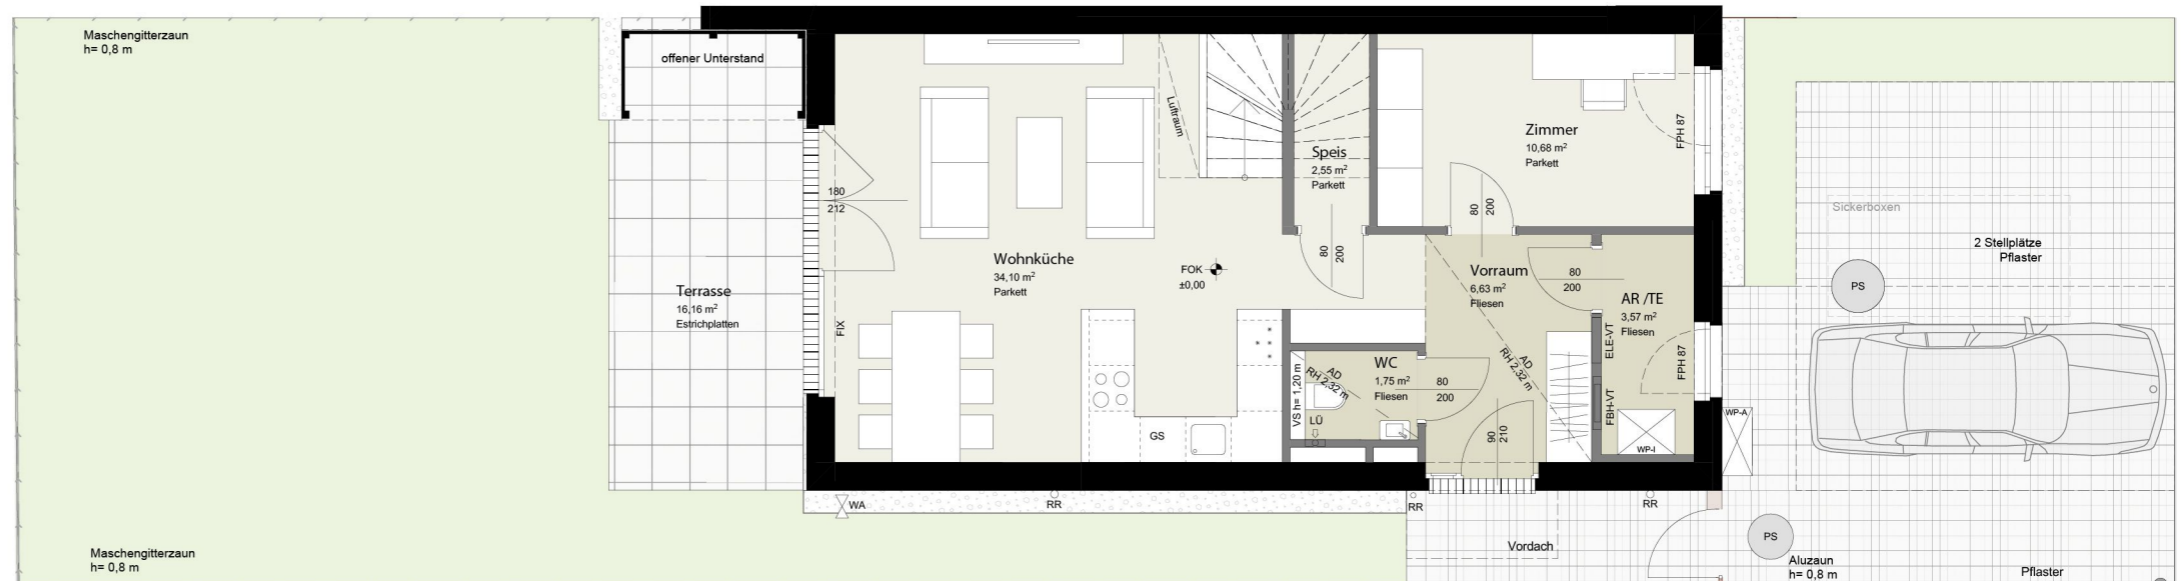 Maschengitterzaun
h= 0,8 m
offener Unterstand
Terrasse
16,16 m²
Estrichplatten
180
212
FIX
Wohnküche
34,10 m²
Parkett
Luftraum
FOK
±0,00
GS
Speis
2,55 m²
Parkett
80
200
Zimmer
10,68 m²
Parkett
FPH 87
80
200
Vorraum
6,63 m²
Fliesen
80
200
AR /TE
3,57 m²
Fliesen
ELE-VT
FBH-VT
FPH 87
WP-I
WC
1,75 m²
Fliesen
AD
RH 2,32 m
VS h= 1,20 m
LÜ
80
200
AD
RH 2,32 m
90
210
Sickerboxen
2 Stellplätze
Pflaster
PS
WP-A
WA
RR
RR
RR
Vordach
PS
Aluzaun
h= 0,8 m
Pflaster
Maschengitterzaun
h= 0,8 m